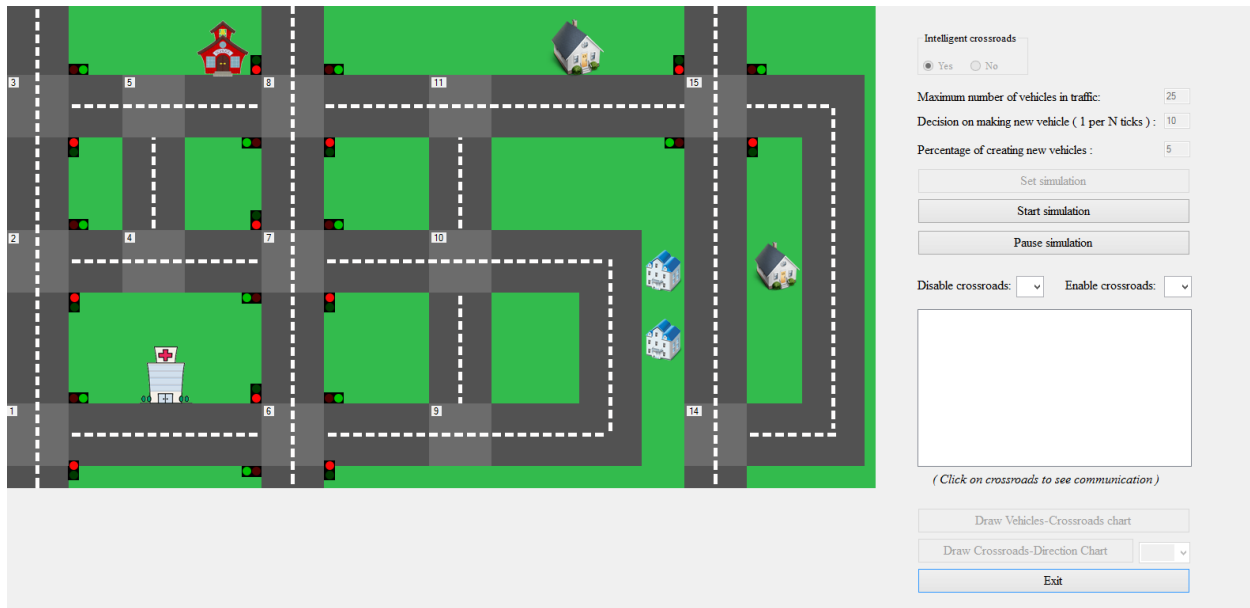 3
5
8
11
15
2
4
7
10
1
6
9
14
Intelligent crossroads
Yes No
Maximum number of vehicles in traffic: 25
Decision on making new vehicle ( 1 per N ticks ) : 10
Percentage of creating new vehicles : 5
Set simulation
Start simulation
Pause simulation
Disable crossroads: Enable crossroads:
( Click on crossroads to see communication )
Draw Vehicles-Crossroads chart
Draw Crossroads-Direction Chart
Exit